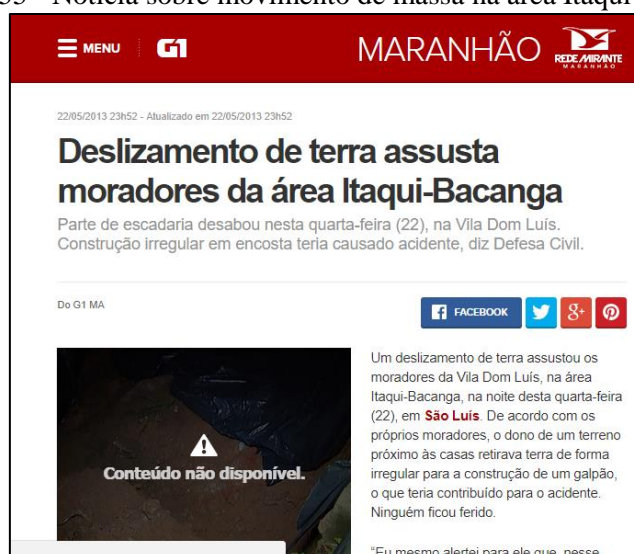 Notícia sobre movimento de massa na área Itaqui
MENU
G1
MARANHÃO
REDE MIRANTE
MARANHÃO
22/05/2013 23h52 - Atualizado em 22/05/2013 23h52
Deslizamento de terra assusta
moradores da área Itaqui-Bacanga
Parte de escadaria desabou nesta quarta-feira (22), na Vila Dom Luís.
Construção irregular em encosta teria causado acidente, diz Defesa Civil.
Do G1 MA
FACEBOOK
g+
Conteúdo não disponível.
Um deslizamento de terra assustou os
moradores da Vila Dom Luís, na área
Itaqui-Bacanga, na noite desta quarta-feira
(22), em São Luís. De acordo com os
próprios moradores, o dono de um terreno
próximo às casas retirava terra de forma
irregular para a construção de um galpão,
o que teria contribuído para o acidente.
Ninguém ficou ferido.
"Eu mesmo alertei para ele que, nesse